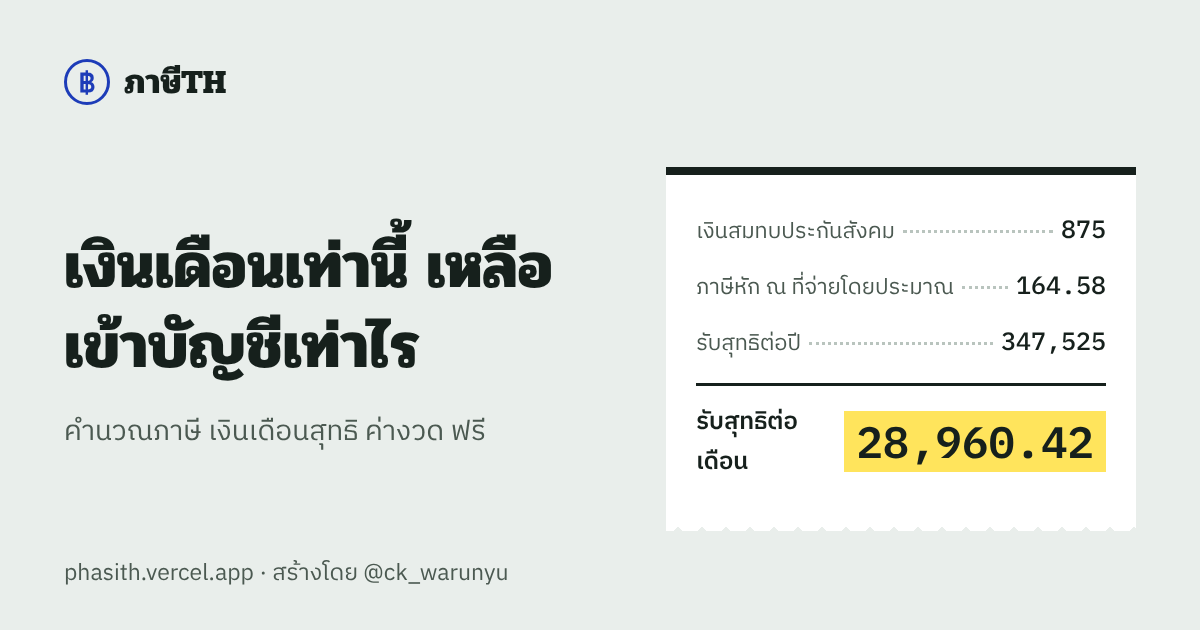 ฿ ภาษีTH
เงินเดือนเท่านี้ เหลือ
เข้าบัญชีเท่าไร
คำนวณภาษี เงินเดือนสุทธิ ค่างวด ฟรี
phasith.vercel.app · สร้างโดย @ck_warunyu
เงินสมทบประกันสังคม 875
ภาษีหัก ณ ที่จ่ายโดยประมาณ 164.58
รับสุทธิต่อปี 347,525
รับสุทธิต่อ
เดือน
28,960.42